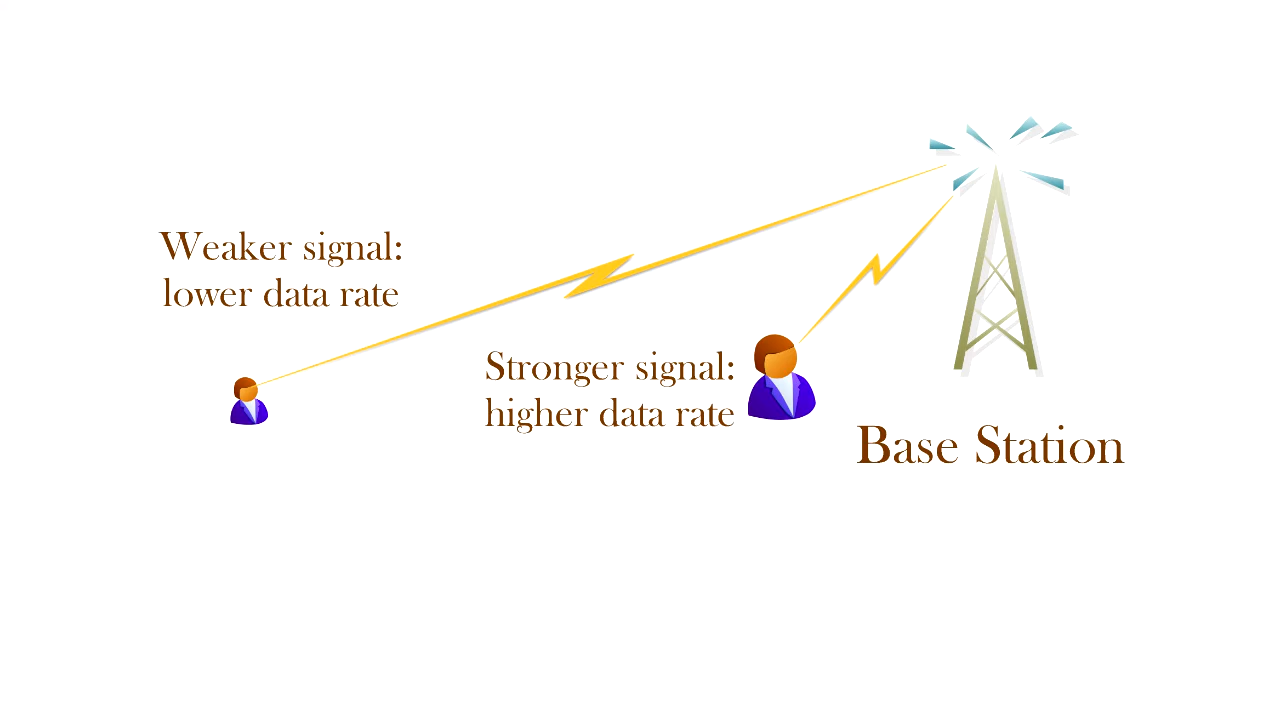 Weaker signal:
lower data rate
Stronger signal:
higher data rate
Base Station